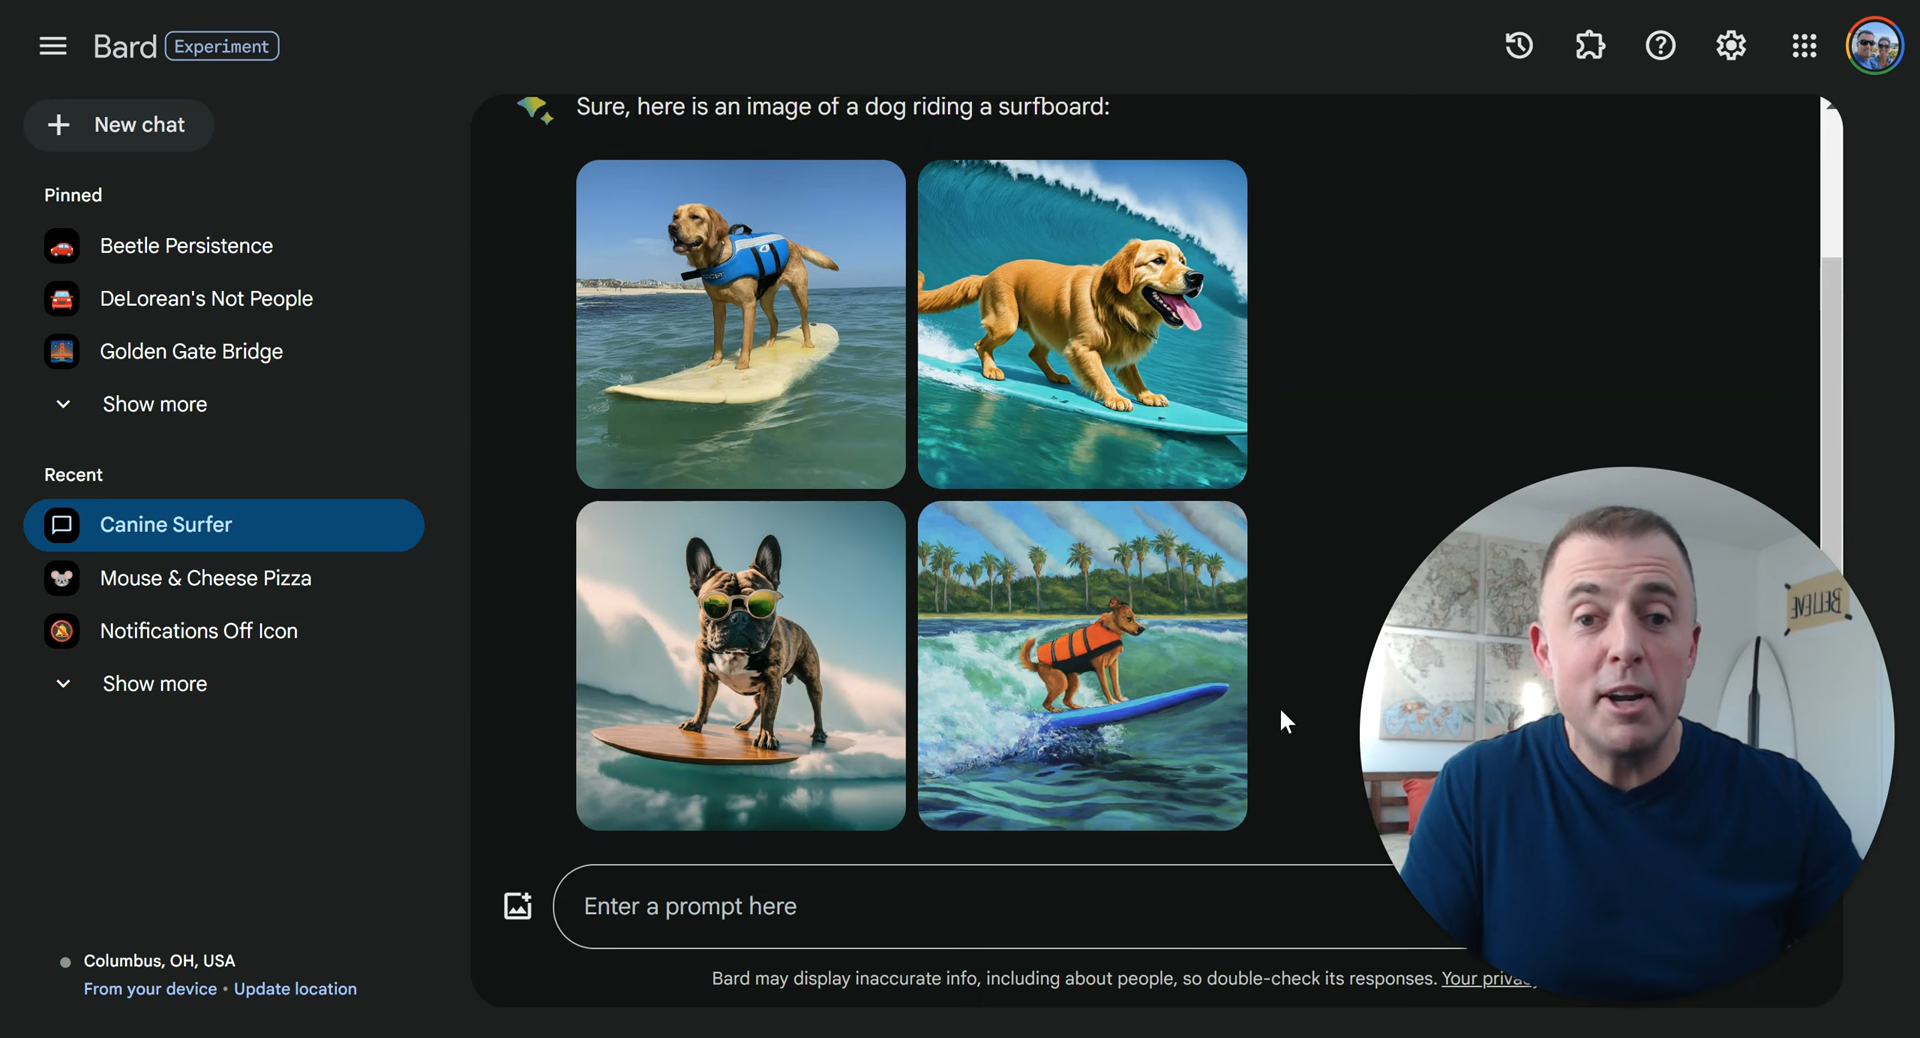 Bard Experiment
New chat
Pinned
Beetle Persistence
DeLorean's Not People
Golden Gate Bridge
Show more
Recent
Canine Surfer
Mouse & Cheese Pizza
Notifications Off Icon
Show more
Columbus, OH, USA
From your device • Update location
Sure, here is an image of a dog riding a surfboard:
Enter a prompt here
Bard may display inaccurate info, including about people, so double-check its responses. Your privacy
BELIEVE